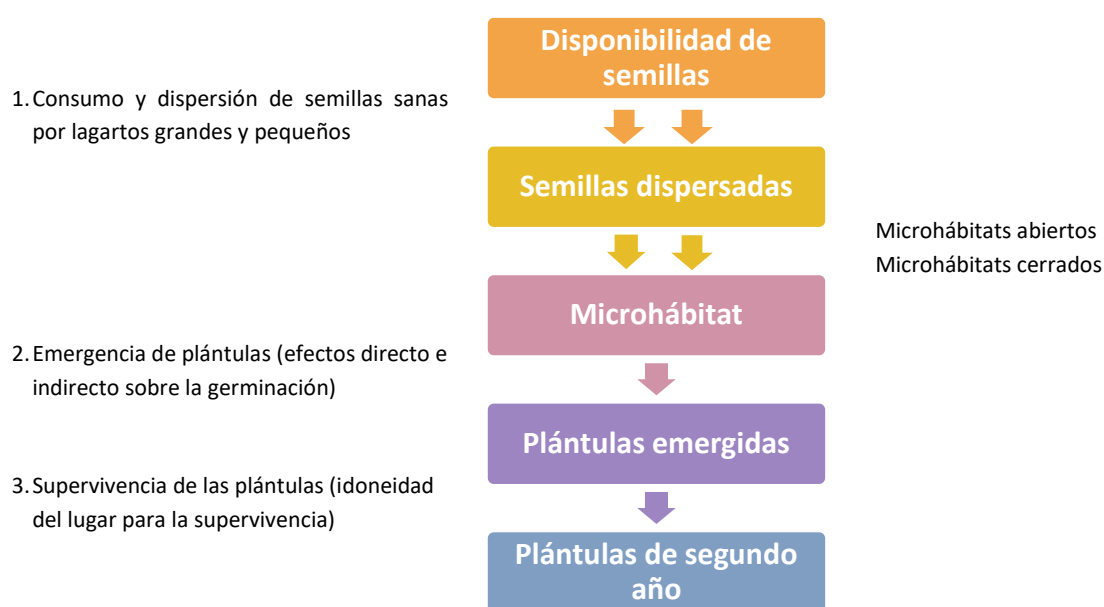 Disponibilidad de
semillas
1. Consumo y dispersión de semillas sanas
por lagartos grandes y pequeños
Semillas dispersadas
Microhábitats abiertos
Microhábitats cerrados
Microhábitat
2. Emergencia de plántulas (efectos directo e
indirecto sobre la germinación)
Plántulas emergidas
3. Supervivencia de las plántulas (idoneidad
del lugar para la supervivencia)
Plántulas de segundo
año